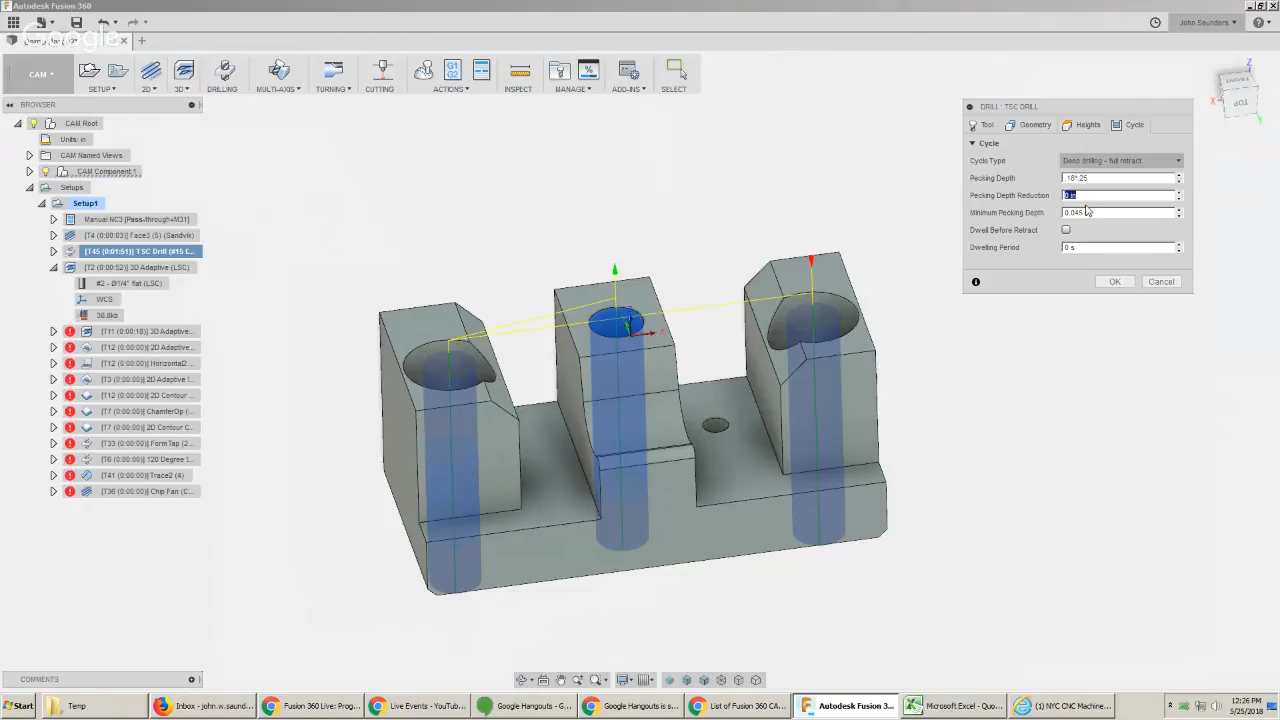 Autodesk Fusion 360
John Saunders
Google
CAM
SETUP
2D
3D
DRILLING
MULTI-AXIS
TURNING
CUTTING
ACTIONS
G1
G2
INSPECT
MANAGE
ADD-INS
SELECT
BROWSER
CAM Root
Units: in
CAM Named Views
CAM Component:1
Setups
Setup1
Manual NC3 [Pass-through=M31]
[T4 (0:00:03)] Face3 (5) (Sandvik)
[T45 (0:01:51)] TSC Drill (#15 D...
[T2 (0:00:52)] 3D Adaptive (LSC)
#2 - Ø1/4" flat (LSC)
WCS
38.8kb
[T11 (0:00:18)] 3D Adaptive...
[T12 (0:00:00)] 2D Adaptive...
[T12 (0:00:00)] Horizontal2
[T3 (0:00:00)] 2D Adaptive
[T12 (0:00:00)] 2D Contour
[T7 (0:00:00)] ChamferOp (...
[T7 (0:00:00)] 2D Contour C...
[T33 (0:00:00)] FormTap (2...
[T6 (0:00:00)] 120 Degree S...
[T41 (0:00:00)] Trace2 (4)
[T36 (0:00:00)] Chip Fan (C...
DRILL : TSC DRILL
Tool
Geometry
Heights
Cycle
Cycle
Cycle Type
Deep drilling - full retract
Pecking Depth
.18*.25
Pecking Depth Reduction
0 in
Minimum Pecking Depth
0.045
Dwell Before Retract
Dwelling Period
0 s
OK
Cancel
Z
X
Y
FRONT
TOP
COMMENTS
Start
Temp
Inbox - john.w.saund...
Fusion 360 Live: Prog...
Live Events - YouTub...
Google Hangouts - G...
Google Hangouts is ...
List of Fusion 360 CA...
Autodesk Fusion 3...
Microsoft Excel - Quo...
(1) NYC CNC Machine...
12:26 PM
5/25/2018